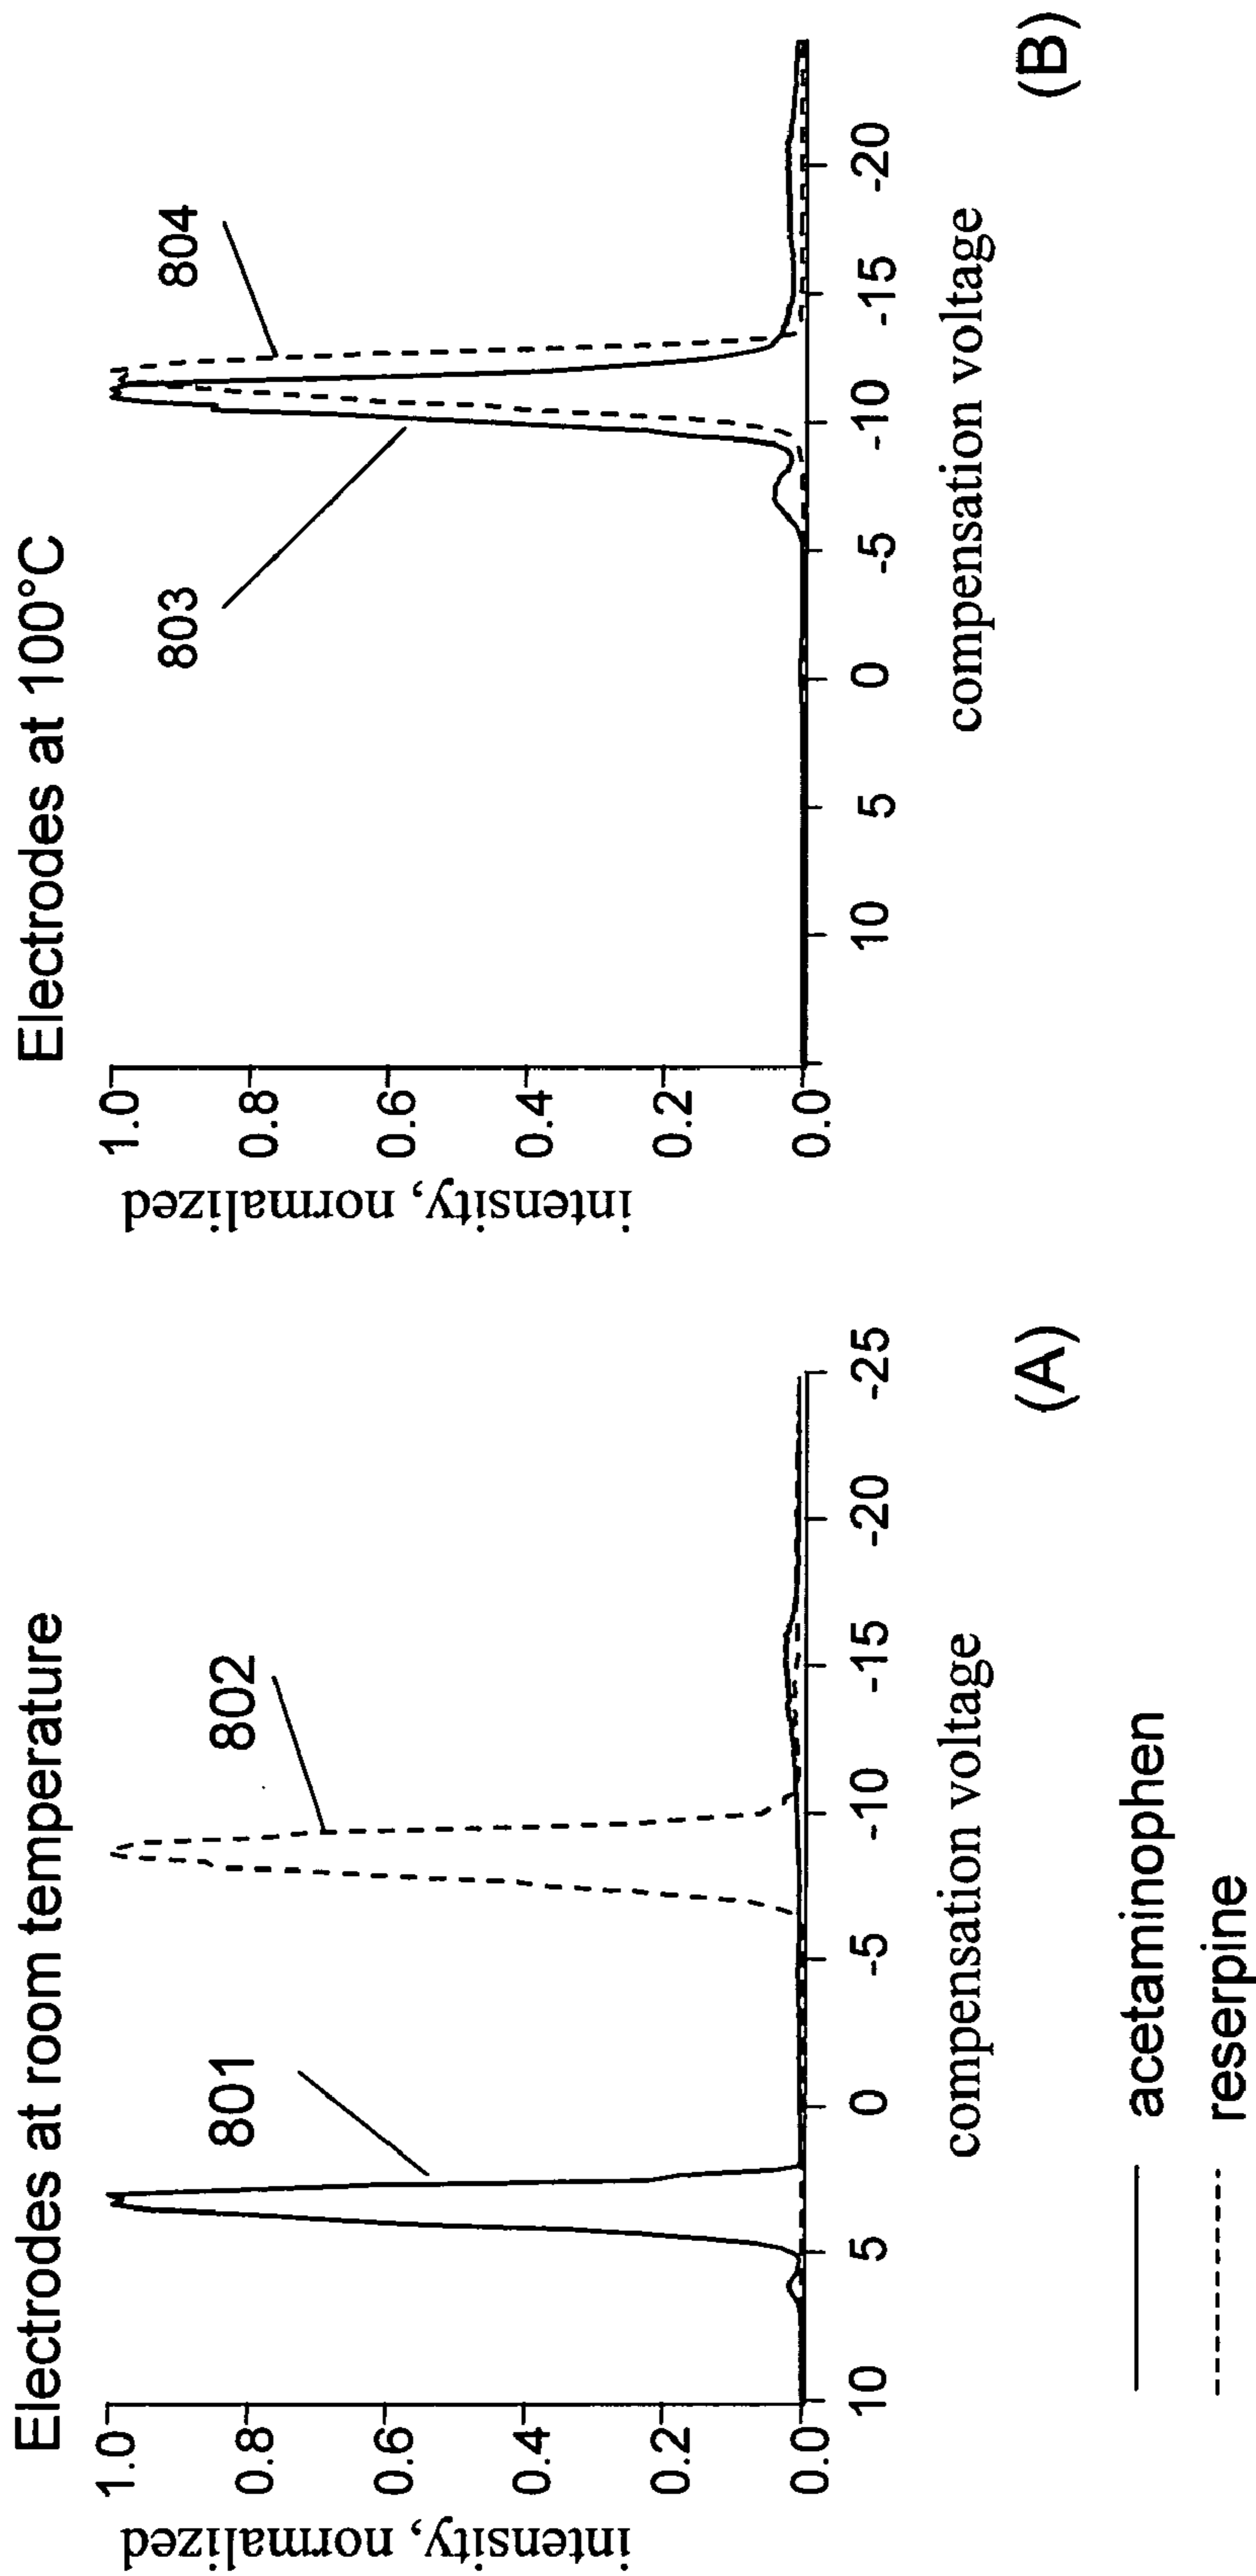 Electrodes at room temperature
intensity, normalized
1.0
0.8
0.6
0.4
0.2
0.0
801
802
10 5 0 -5 -10 -15 -20 -25
compensation voltage
(A)
Electrodes at 100°C
intensity, normalized
1.0
0.8
0.6
0.4
0.2
0.0
803
804
10 5 0 -5 -10 -15 -20
compensation voltage
(B)
acetaminophen
reserpine